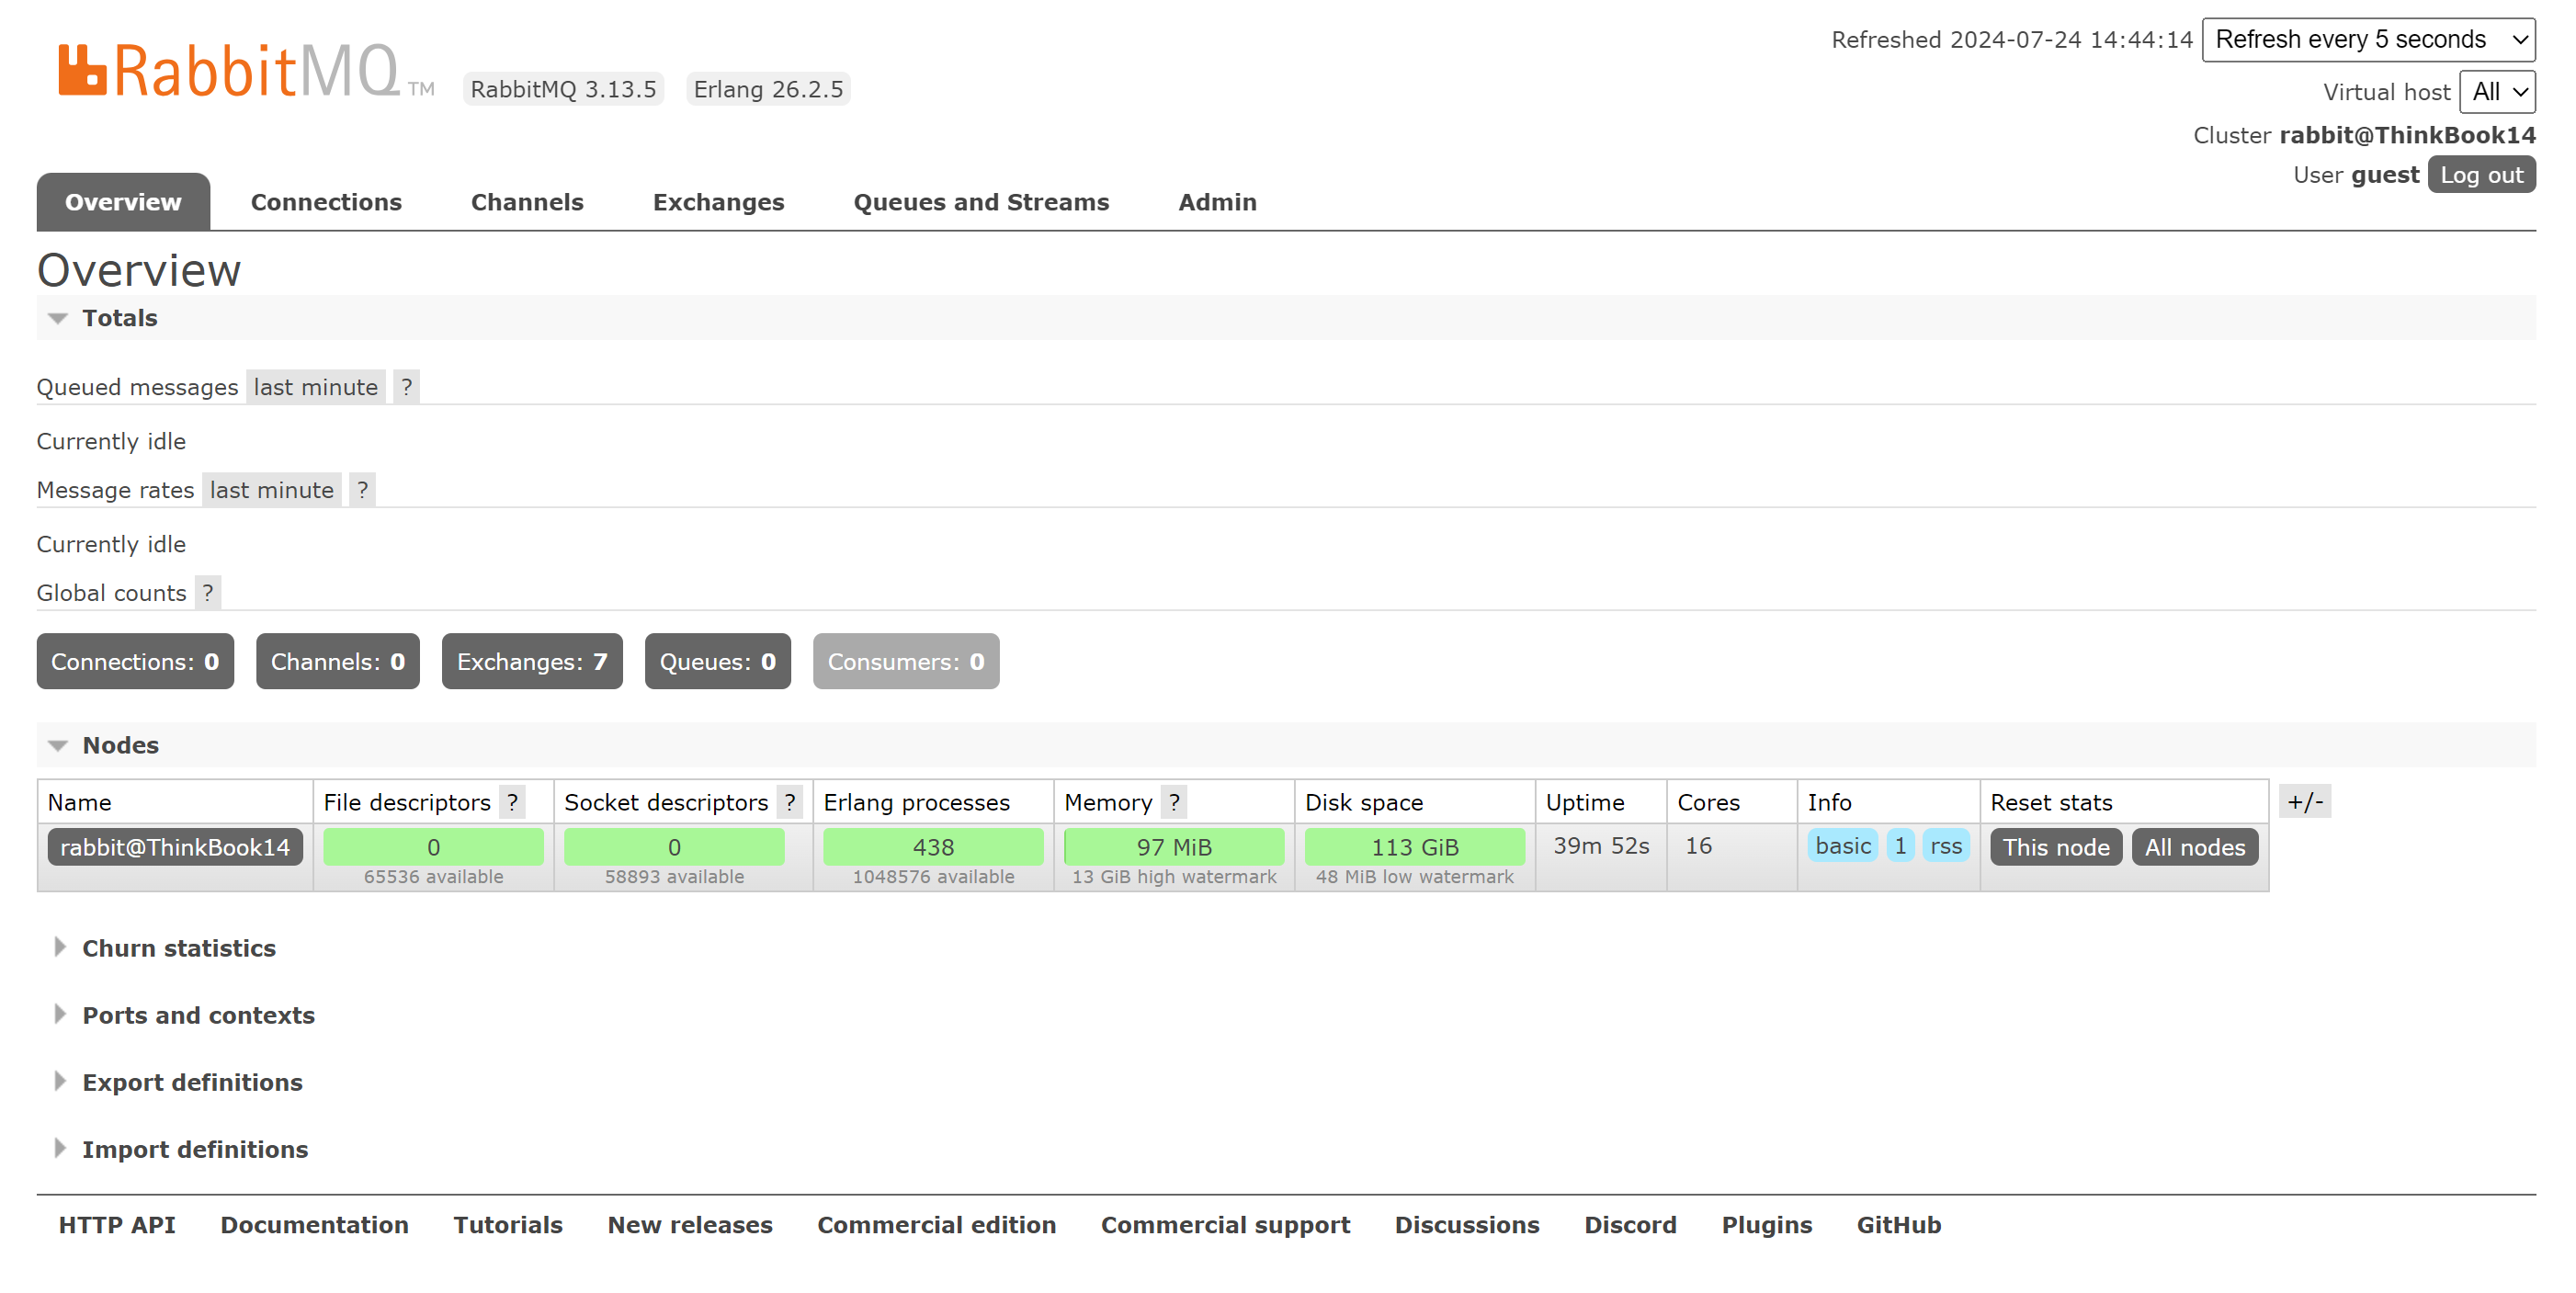 RabbitMQ TM RabbitMQ 3.13.5 Erlang 26.2.5
Refreshed 2024-07-24 14:44:14 Refresh every 5 seconds
Virtual host All
Cluster rabbit@ThinkBook14
User guest Log out
Overview Connections Channels Exchanges Queues and Streams Admin
Overview
Totals
Queued messages last minute ?
Currently idle
Message rates last minute ?
Currently idle
Global counts ?
Connections: 0 Channels: 0 Exchanges: 7 Queues: 0 Consumers: 0
Nodes
Name File descriptors ? Socket descriptors ? Erlang processes Memory ? Disk space Uptime Cores Info Reset stats +/-
rabbit@ThinkBook14 0 0 438 97 MiB 113 GiB 39m 52s 16 basic 1 rss This node All nodes
65536 available 58893 available 1048576 available 13 GiB high watermark 48 MiB low watermark
Churn statistics
Ports and contexts
Export definitions
Import definitions
HTTP API Documentation Tutorials New releases Commercial edition Commercial support Discussions Discord Plugins GitHub